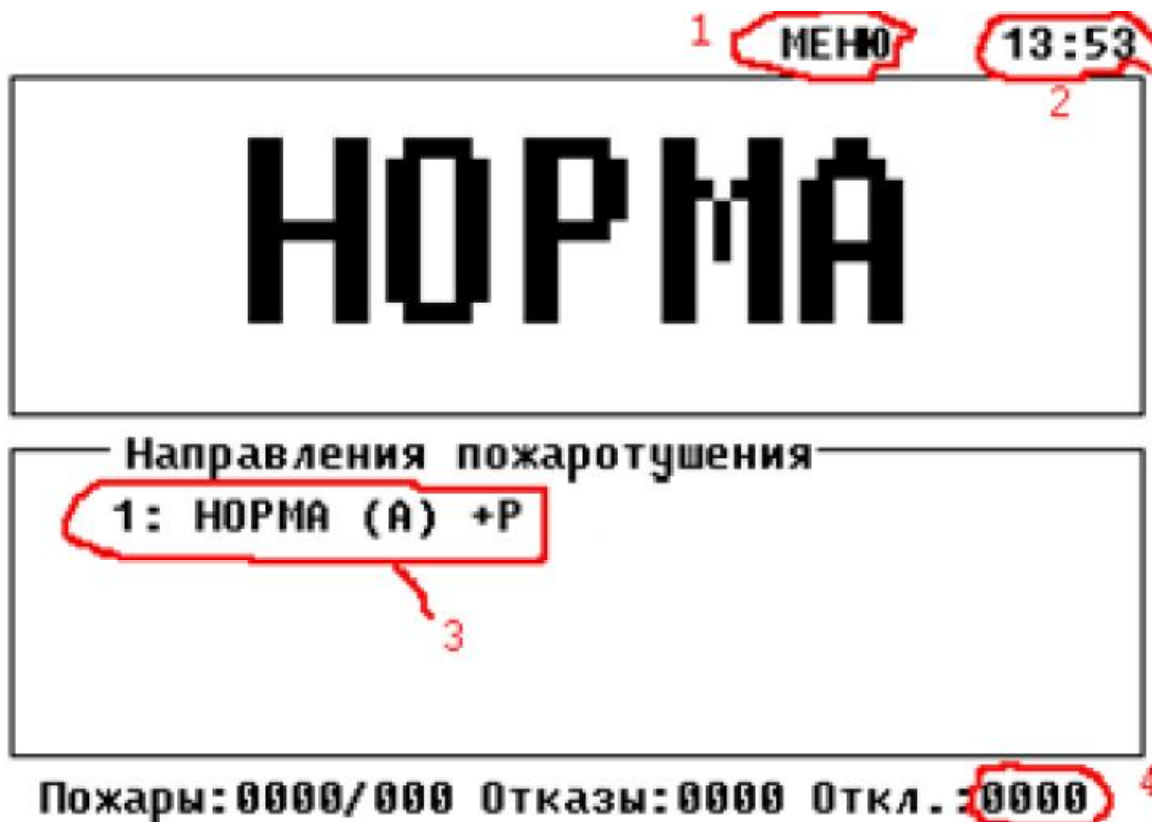 1 МЕНЮ 13:53
2
НОРМА
Направления пожаротушения
1: НОРМА (А) +Р
3
Пожары:0000/000 Отказы:0000 Откл.:0000 4